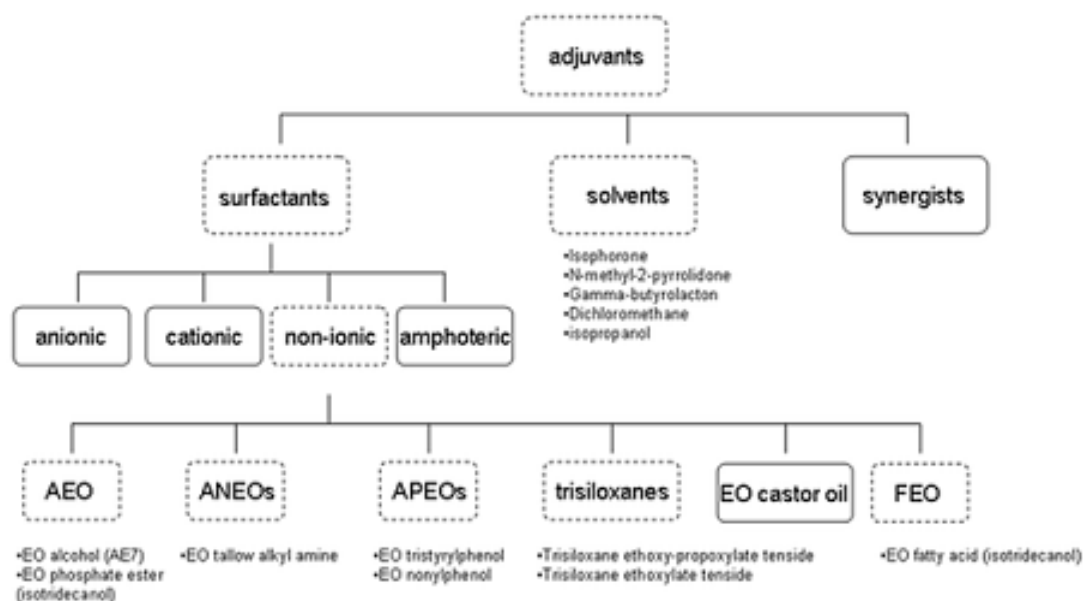 adjuvants
surfactants
solvents
synergists
•Isophorone
•N-methyl-2-pyrrolidone
•Gamma-butyrolacton
•Dichloromethane
•isopropanol
anionic
cationic
non-ionic
amphoteric
AEO
ANEOs
APEOs
trisiloxanes
EO castor oil
FEO
•EO alcohol (AE7)
•EO phosphate ester
(isotridecanol)
•EO tallow alkyl amine
•EO tristyrylphenol
•EO nonylphenol
•Trisiloxane ethoxy-propoxylate tenside
•Trisiloxane ethoxylate tenside
•EO fatty acid (isotridecanol)